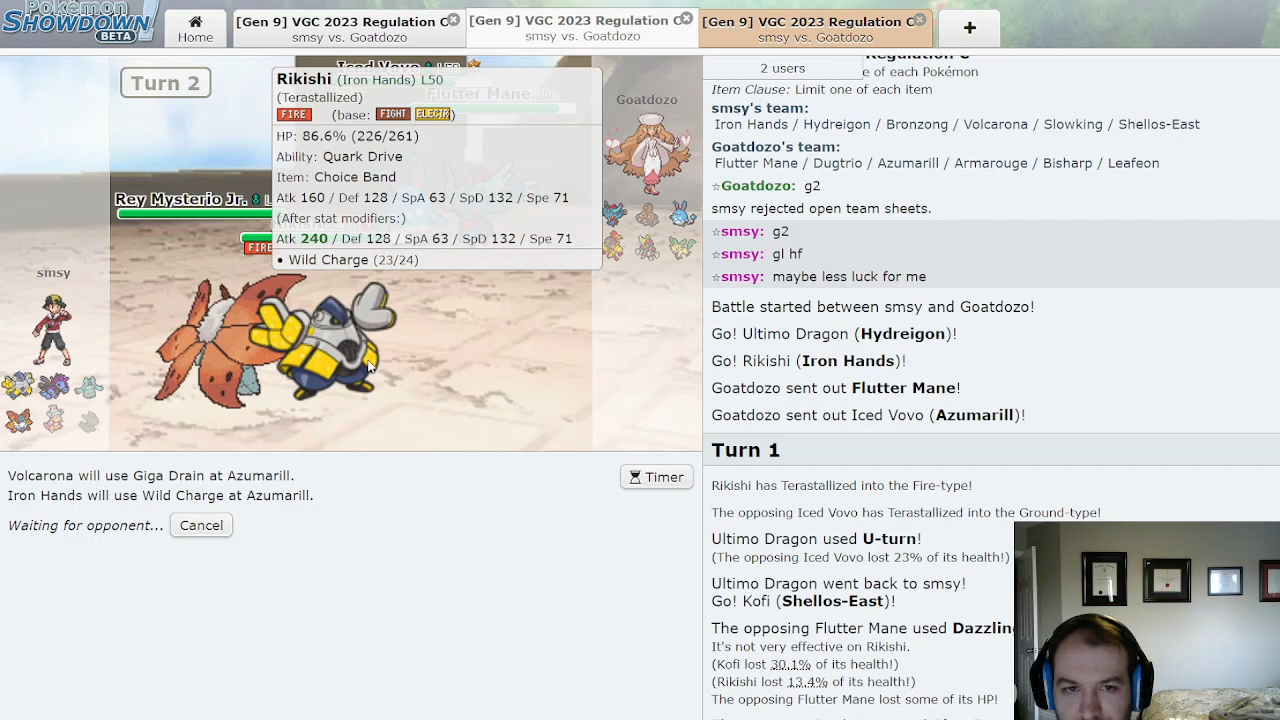 Pokémon
SHOWDOWN
BETA
Home
[Gen 9] VGC 2023 Regulation C
smsy vs. Goatdozo
[Gen 9] VGC 2023 Regulation C
smsy vs. Goatdozo
[Gen 9] VGC 2023 Regulation C
smsy vs. Goatdozo
+
Turn 2
Iced Vovo L50
Flutter Mane L50
Rikishi (Iron Hands) L50
(Terastallized)
FIRE (base: FIGHT ELECTR)
HP: 86.6% (226/261)
Ability: Quark Drive
Item: Choice Band
Atk 160 / Def 128 / SpA 63 / SpD 132 / Spe 71
(After stat modifiers:)
Atk 240 / Def 128 / SpA 63 / SpD 132 / Spe 71
• Wild Charge (23/24)
Rey Mysterio Jr.
FIRE
Goatdozo
smsy
Volcarona will use Giga Drain at Azumarill.
Iron Hands will use Wild Charge at Azumarill.
Waiting for opponent... Cancel
Timer
2 users
e of each Pokémon
Item Clause: Limit one of each item
smsy's team:
Iron Hands / Hydreigon / Bronzong / Volcarona / Slowking / Shellos-East
Goatdozo's team:
Flutter Mane / Dugtrio / Azumarill / Armarouge / Bisharp / Leafeon
☆Goatdozo: g2
smsy rejected open team sheets.
☆smsy: g2
☆smsy: gl hf
☆smsy: maybe less luck for me
Battle started between smsy and Goatdozo!
Go! Ultimo Dragon (Hydreigon)!
Go! Rikishi (Iron Hands)!
Goatdozo sent out Flutter Mane!
Goatdozo sent out Iced Vovo (Azumarill)!
Turn 1
Rikishi has Terastallized into the Fire-type!
The opposing Iced Vovo has Terastallized into the Ground-type!
Ultimo Dragon used U-turn!
(The opposing Iced Vovo lost 23% of its health!)
Ultimo Dragon went back to smsy!
Go! Kofi (Shellos-East)!
The opposing Flutter Mane used Dazzlin
It's not very effective on Rikishi.
(Kofi lost 30.1% of its health!)
(Rikishi lost 13.4% of its health!)
The opposing Flutter Mane lost some of its HP!